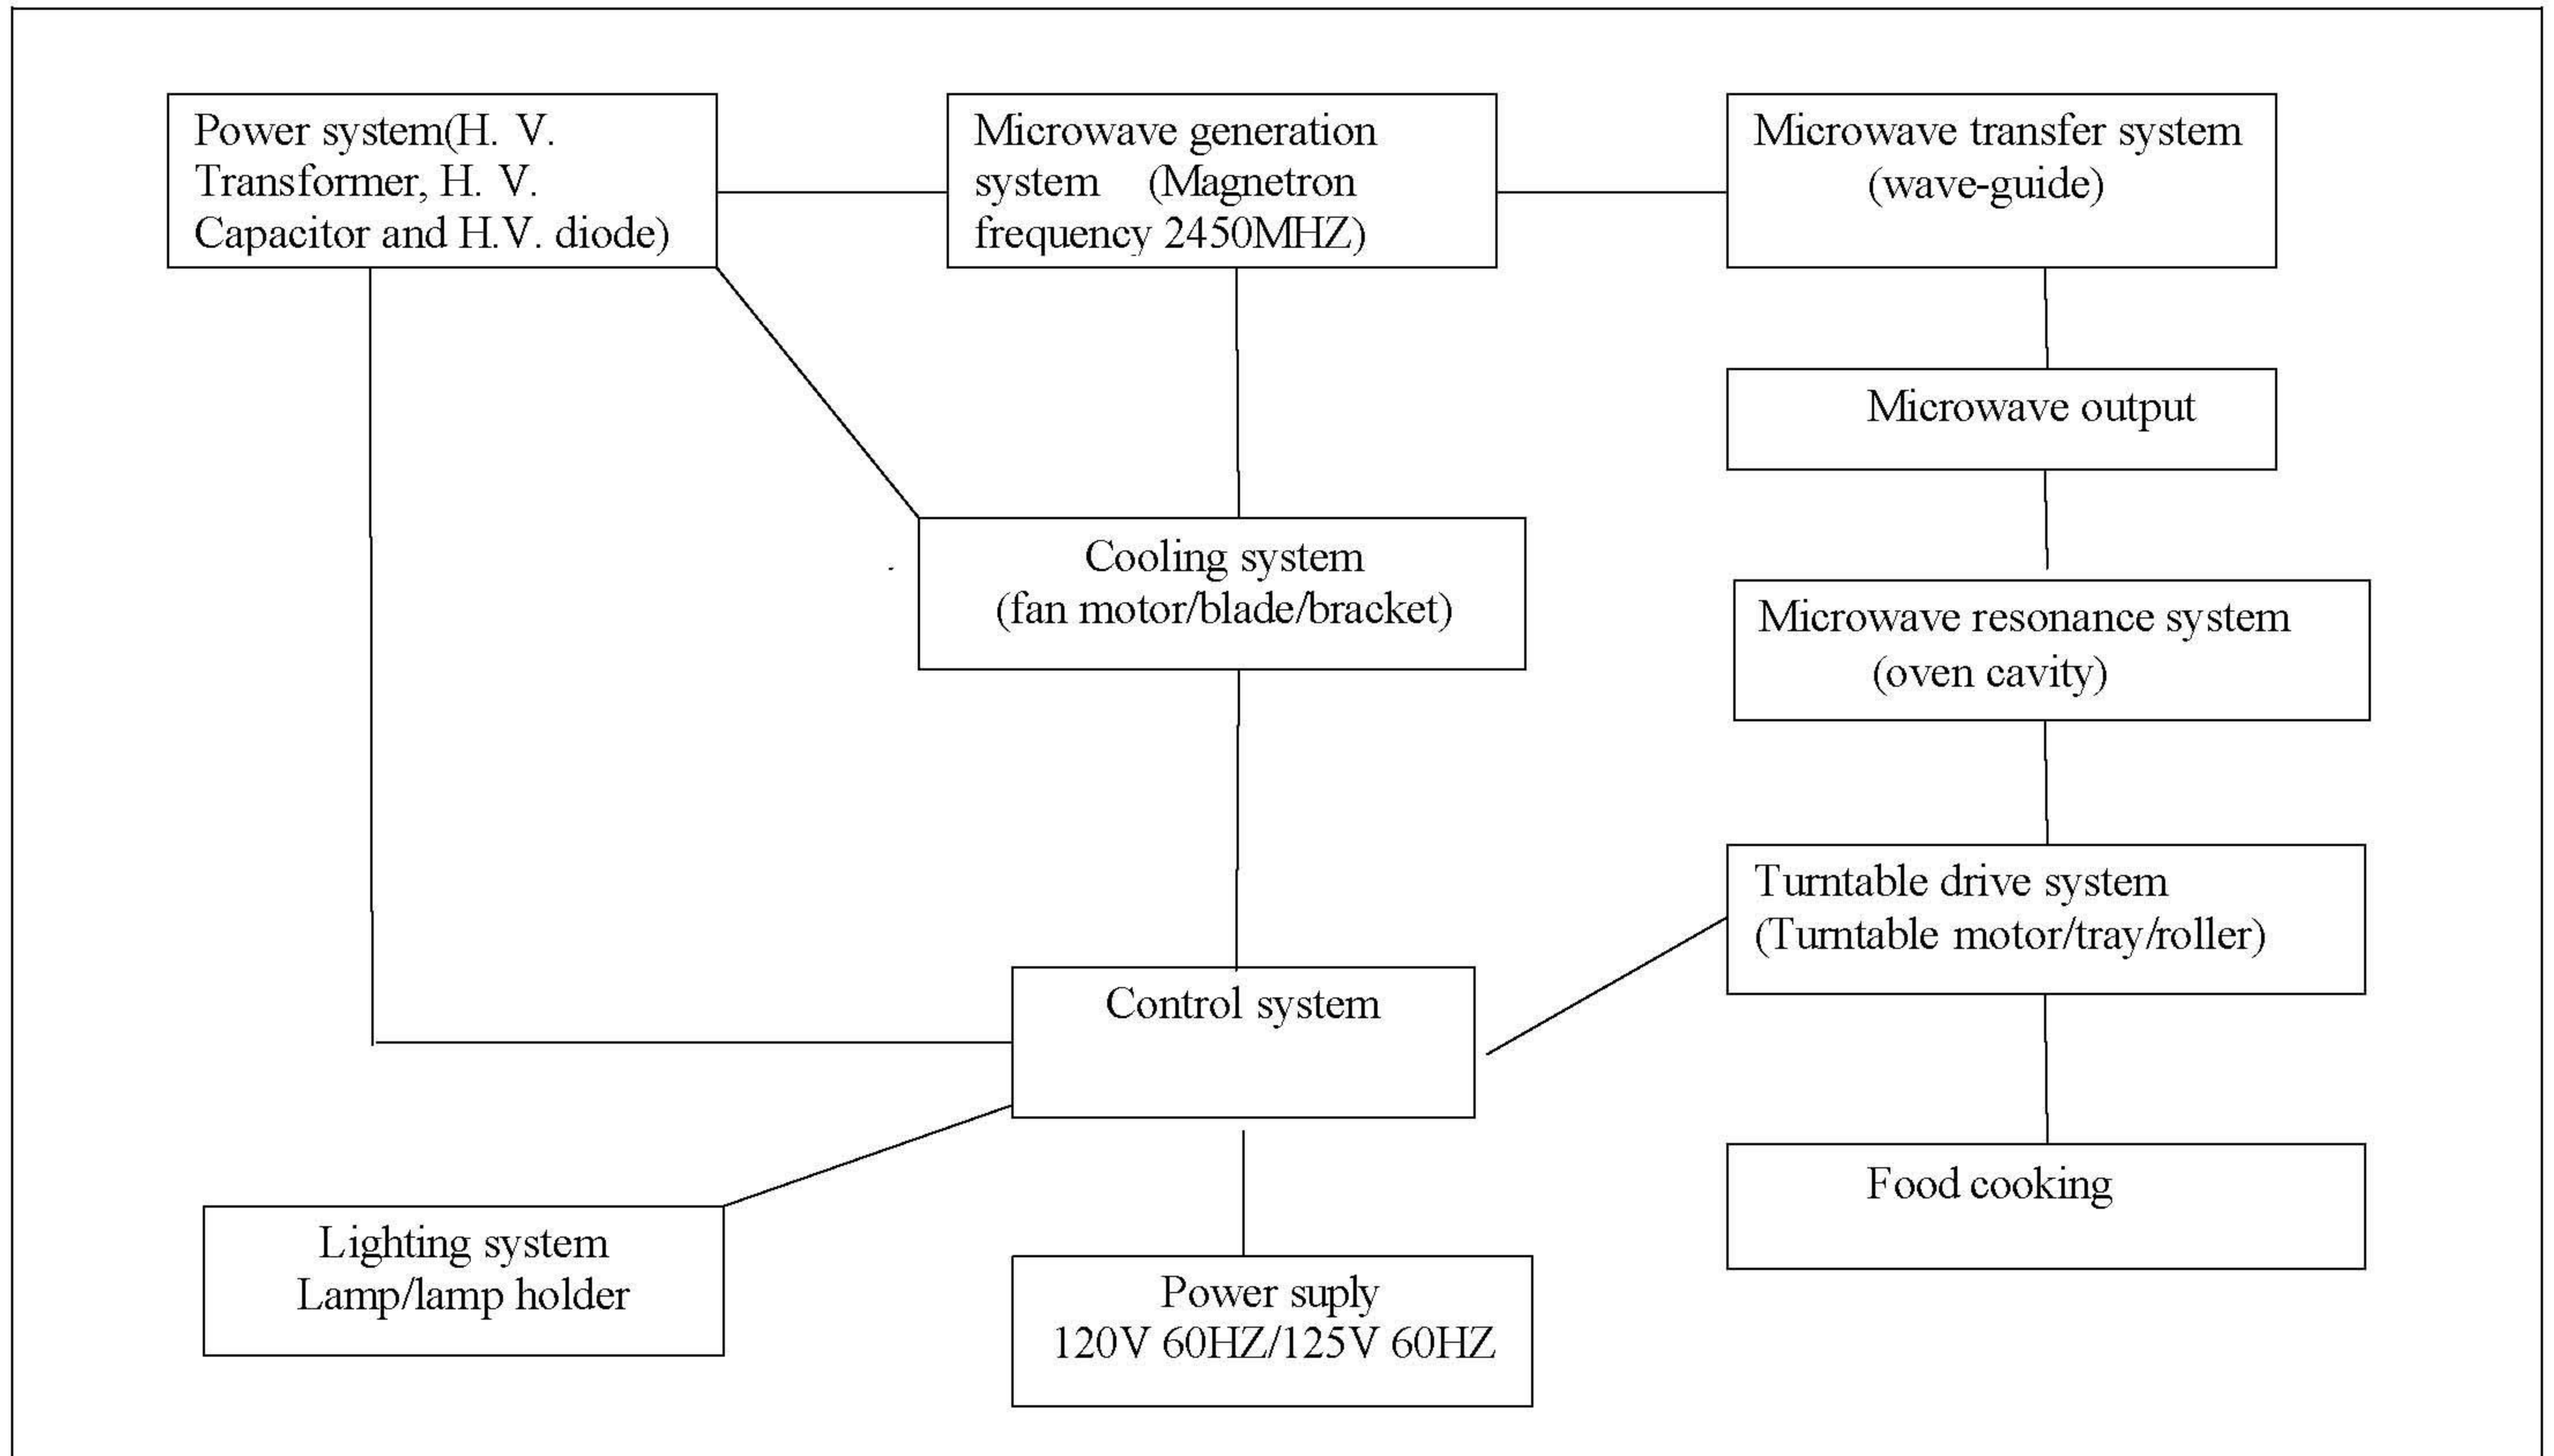 Power system(H. V.
Transformer, H. V.
Capacitor and H.V. diode)
Microwave generation
system (Magnetron
frequency 2450MHZ)
Microwave transfer system
(wave-guide)
Microwave output
Cooling system
(fan motor/blade/bracket)
Microwave resonance system
(oven cavity)
Turntable drive system
(Turntable motor/tray/roller)
Control system
Food cooking
Lighting system
Lamp/lamp holder
Power suply
120V 60HZ/125V 60HZ